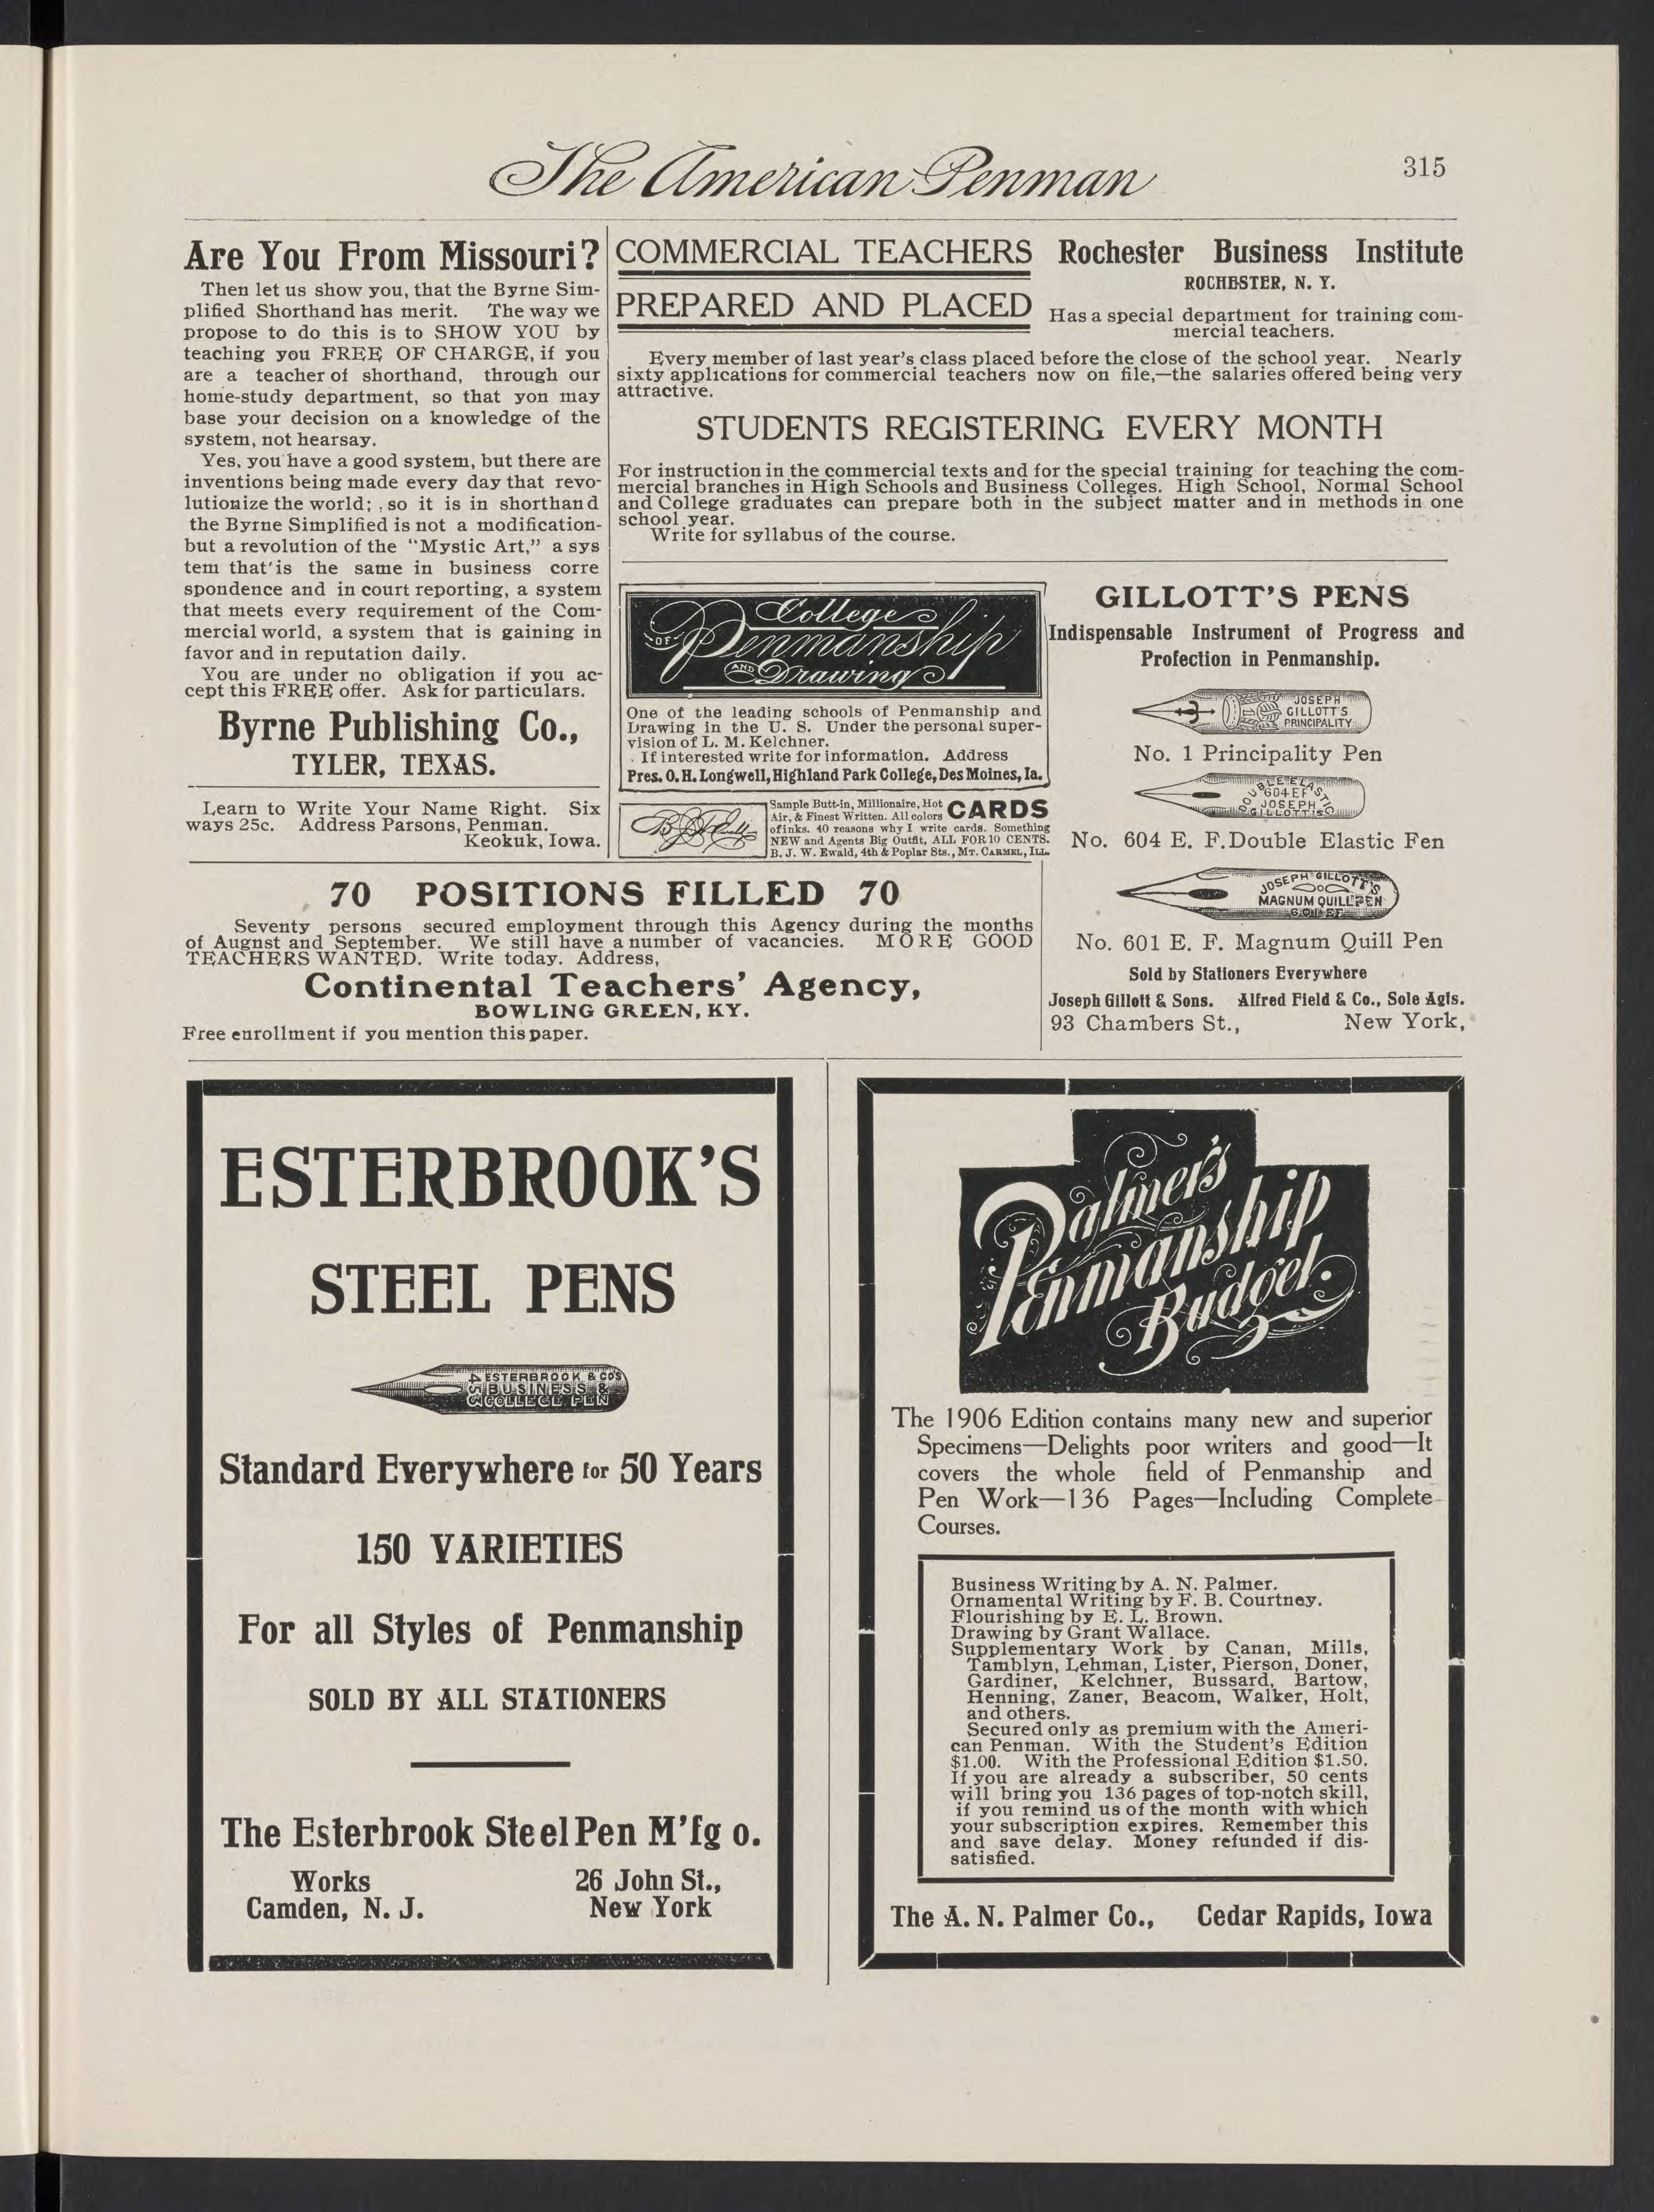 The American Penman
315
Are You From Missouri?
Then let us show you, that the Byrne Sim-
plified Shorthand has merit. The way we
propose to do this is to SHOW YOU by
teaching you FREE OF CHARGE, if you
are a teacher of shorthand, through our
home-study department, so that yon may
base your decision on a knowledge of the
system, not hearsay.
Yes, you have a good system, but there are
inventions being made every day that revo-
lutionize the world; so it is in shorthand
the Byrne Simplified is not a modification-
but a revolution of the "Mystic Art," a sys
tem that is the same in business corre
spondence and in court reporting, a system
that meets every requirement of the Com-
mercial world, a system that is gaining in
favor and in reputation daily.
You are under no obligation if you ac-
cept this FREE offer. Ask for particulars.
Byrne Publishing Co.,
TYLER, TEXAS.
Learn to Write Your Name Right. Six
ways 25c. Address Parsons, Penman.
Keokuk, Iowa.
COMMERCIAL TEACHERS
PREPARED AND PLACED
Rochester Business Institute
ROCHESTER, N. Y.
Has a special department for training com-
mercial teachers.
Every member of last year's class placed before the close of the school year. Nearly
sixty applications for commercial teachers now on file,—the salaries offered being very
attractive.
STUDENTS REGISTERING EVERY MONTH
For instruction in the commercial texts and for the special training for teaching the com-
mercial branches in High Schools and Business Colleges. High School, Normal School
and College graduates can prepare both in the subject matter and in methods in one
school year.
Write for syllabus of the course.
College
OF Penmanship
AND Drawing
One of the leading schools of Penmanship and
Drawing in the U. S. Under the personal super-
vision of L. M. Kelchner.
If interested write for information. Address
Pres. O. H. Longwell, Highland Park College, Des Moines, Ia.
Sample Butt-in, Millionaire, Hot CARDS
Air, & Finest Written. All colors
of inks. 40 reasons why I write cards. Something
NEW and Agents Big Outfit, ALL FOR 10 CENTS.
B. J. W. Ewald, 4th & Poplar Sts., MT. CARMEL, ILL.
GILLOTT'S PENS
Indispensable Instrument of Progress and
Profection in Penmanship.
JOSEPH
GILLOTT'S
PRINCIPALITY
No. 1 Principality Pen
DOUBLE ELASTIC
604 EF
JOSEPH
GILLOTT'S
No. 604 E. F. Double Elastic Fen
JOSEPH GILLOTT'S
MAGNUM QUILL PEN
601 EF
No. 601 E. F. Magnum Quill Pen
Sold by Stationers Everywhere
Joseph Gillott & Sons. Alfred Field & Co., Sole Agts.
93 Chambers St., New York,
70 POSITIONS FILLED 70
Seventy persons secured employment through this Agency during the months
of Augnst and September. We still have a number of vacancies. MORE GOOD
TEACHERS WANTED. Write today. Address,
Continental Teachers' Agency,
BOWLING GREEN, KY.
Free enrollment if you mention this paper.
ESTERBROOK'S
STEEL PENS
ESTERBROOK & CO'S
453 BUSINESS &
COLLEGE PEN
Standard Everywhere for 50 Years
150 VARIETIES
For all Styles of Penmanship
SOLD BY ALL STATIONERS
The Esterbrook Steel Pen M'fg o.
Works 26 John St.,
Camden, N. J. New York
Palmer's
Penmanship
Budget.
The 1906 Edition contains many new and superior
Specimens—Delights poor writers and good—It
covers the whole field of Penmanship and
Pen Work—136 Pages—Including Complete
Courses.
Business Writing by A. N. Palmer.
Ornamental Writing by F. B. Courtney.
Flourishing by E. L. Brown.
Drawing by Grant Wallace.
Supplementary Work by Canan, Mills,
Tamblyn, Lehman, Lister, Pierson, Doner,
Gardiner, Kelchner, Bussard, Bartow,
Henning, Zaner, Beacom, Walker, Holt,
and others.
Secured only as premium with the Ameri-
can Penman. With the Student's Edition
$1.00. With the Professional Edition $1.50.
If you are already a subscriber, 50 cents
will bring you 136 pages of top-notch skill,
if you remind us of the month with which
your subscription expires. Remember this
and save delay. Money refunded if dis-
satisfied.
The A. N. Palmer Co., Cedar Rapids, Iowa